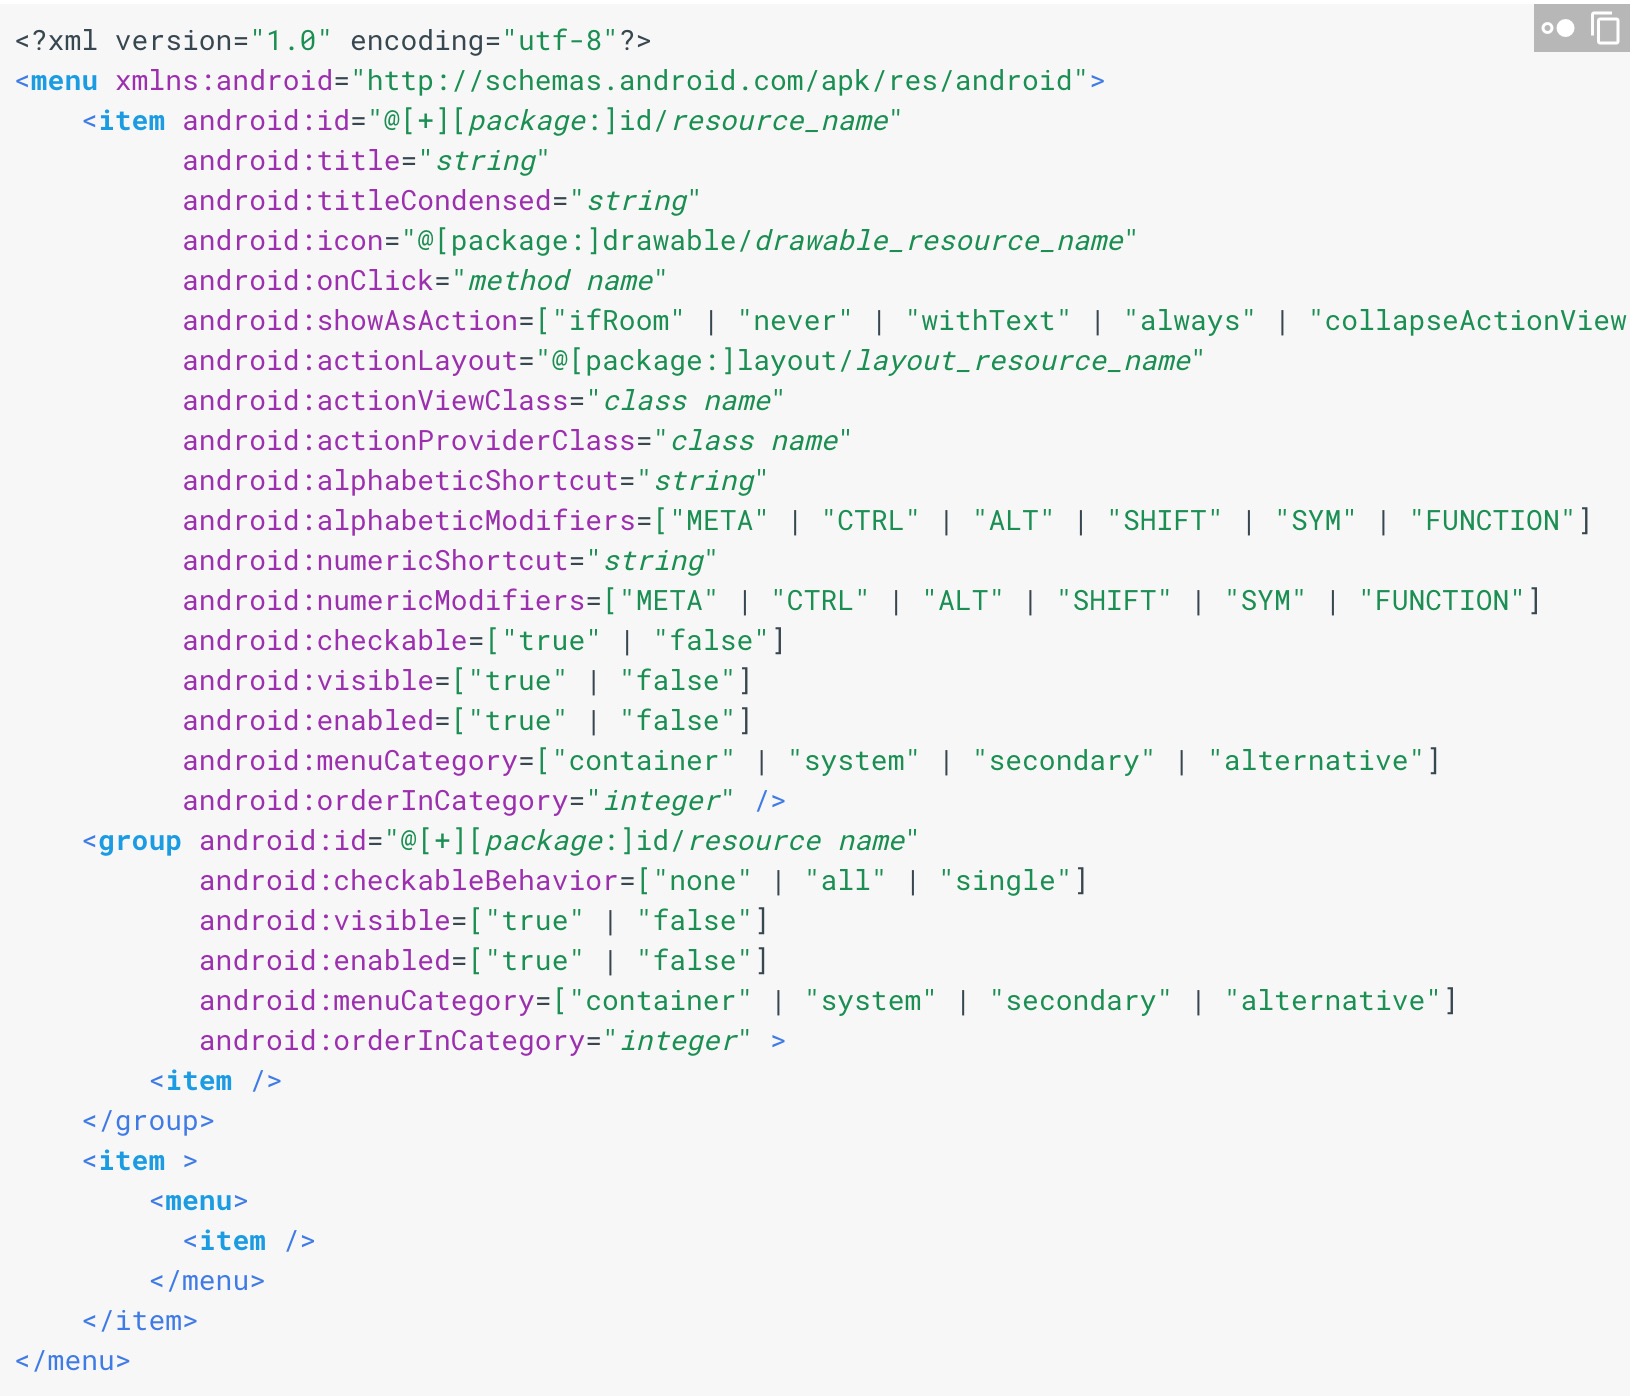 <?xml version="1.0" encoding="utf-8"?>
<menu xmlns:android="http://schemas.android.com/apk/res/android">
    <item android:id="@[+][package:]id/resource_name"
          android:title="string"
          android:titleCondensed="string"
          android:icon="@[package:]drawable/drawable_resource_name"
          android:onClick="method name"
          android:showAsAction=["ifRoom" | "never" | "withText" | "always" | "collapseActionView
          android:actionLayout="@[package:]layout/layout_resource_name"
          android:actionViewClass="class name"
          android:actionProviderClass="class name"
          android:alphabeticShortcut="string"
          android:alphabeticModifiers=["META" | "CTRL" | "ALT" | "SHIFT" | "SYM" | "FUNCTION"]
          android:numericShortcut="string"
          android:numericModifiers=["META" | "CTRL" | "ALT" | "SHIFT" | "SYM" | "FUNCTION"]
          android:checkable=["true" | "false"]
          android:visible=["true" | "false"]
          android:enabled=["true" | "false"]
          android:menuCategory=["container" | "system" | "secondary" | "alternative"]
          android:orderInCategory="integer" />
    <group android:id="@[+][package:]id/resource name"
           android:checkableBehavior=["none" | "all" | "single"]
           android:visible=["true" | "false"]
           android:enabled=["true" | "false"]
           android:menuCategory=["container" | "system" | "secondary" | "alternative"]
           android:orderInCategory="integer" >
        <item />
    </group>
    <item >
        <menu>
          <item />
        </menu>
    </item>
</menu>